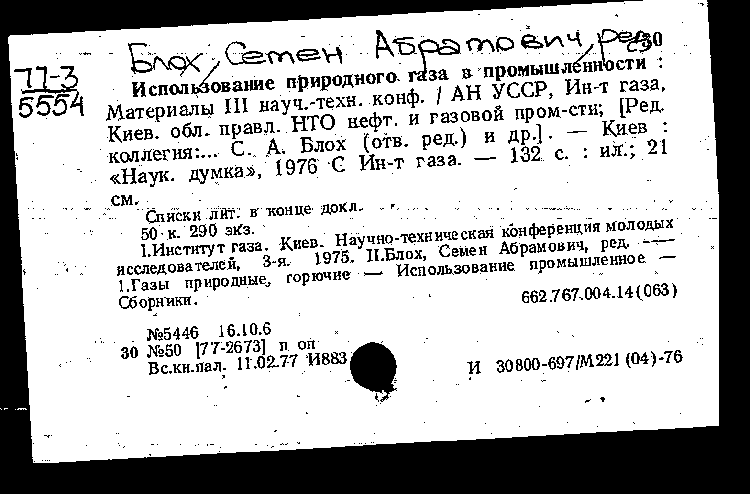 Блох, Семен Абрамович, ред. с30
77-3
5554
Использование природного газа в промышленности :
Материалы III науч.-техн. конф. / АН УССР, Ин-т газа,
Киев. обл. правл. НТО нефт. и газовой пром-сти; [Ред.
коллегия:... С. А. Блох (отв. ред.) и др.]. — Киев :
«Наук. думка», 1976 С Ин-т газа. — 132 с. : ил.; 21
см.
Списки лит. в конце докл.
50 к. 290 экз.
I.Институт газа. Киев. Научно-техническая конференция молодых
исследователей, 3-я. 1975. II.Блох, Семен Абрамович, ред. ——
1.Газы природные, горючие — Использование промышленное —
Сборники.
662.767.004.14(063)
№5446 16.10.6
30 №50 [77-2673] п оп
Вс.кн.пал. 11.02.77 И883
И 30800-697/М221(04)-76